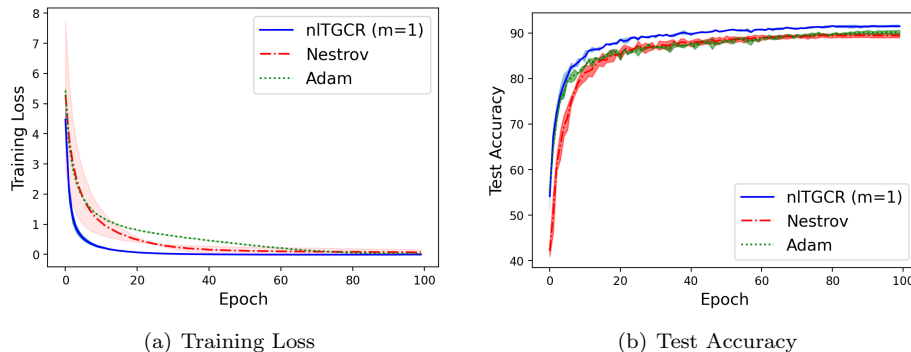 8
7
6
5
4
3
2
1
0
Training Loss
nlTGCR (m=1)
Nestrov
Adam
0 20 40 60 80 100
Epoch
(a) Training Loss
90
80
70
60
50
40
Test Accuracy
nlTGCR (m=1)
Nestrov
Adam
0 20 40 60 80 100
Epoch
(b) Test Accuracy